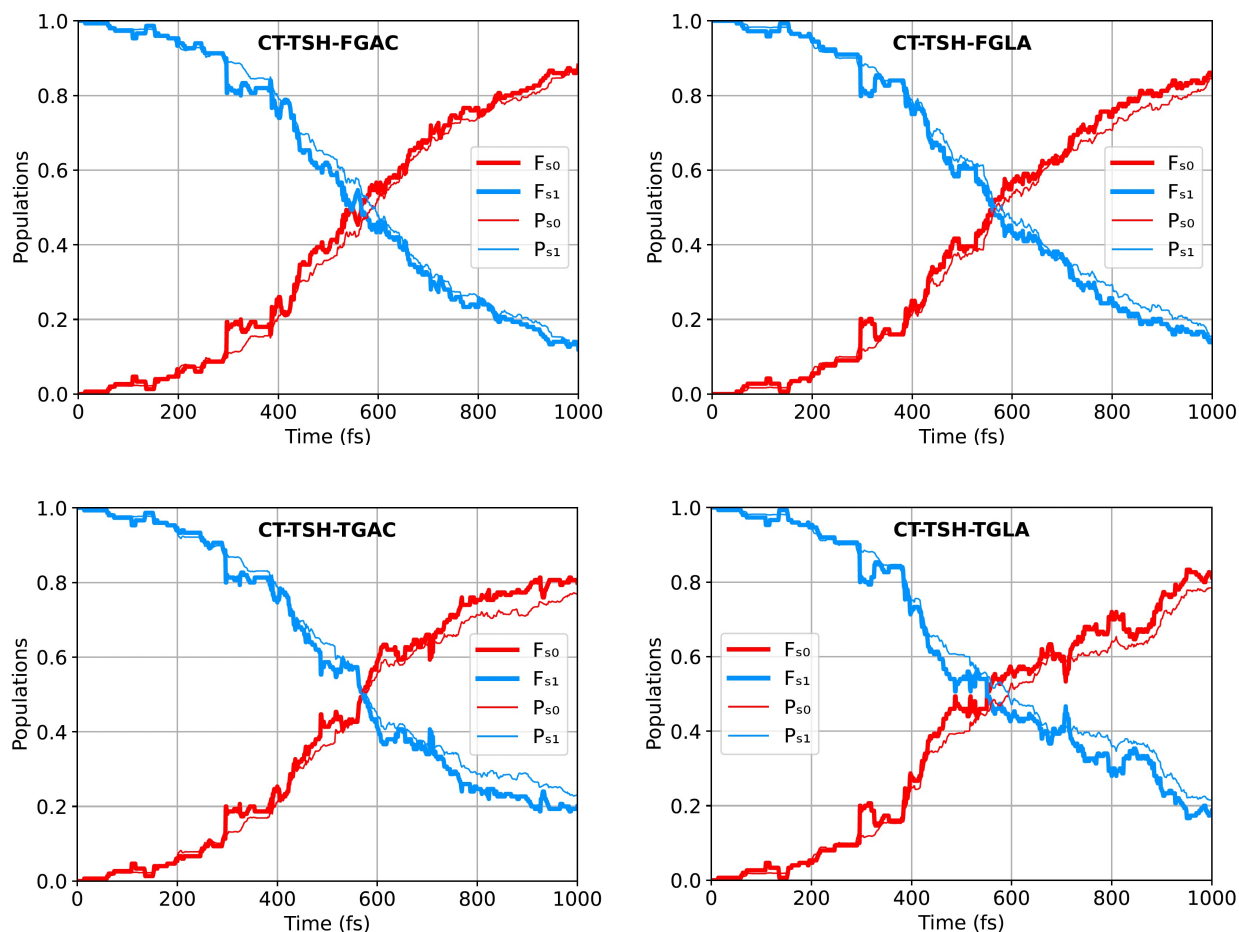 CT-TSH-FGAC
Populations
1.0
0.8
0.6
0.4
0.2
0.0
Fs0
Fs1
Ps0
Ps1
0 200 400 600 800 1000
Time (fs)
CT-TSH-FGLA
Populations
1.0
0.8
0.6
0.4
0.2
0.0
Fs0
Fs1
Ps0
Ps1
0 200 400 600 800 1000
Time (fs)
CT-TSH-TGAC
Populations
1.0
0.8
0.6
0.4
0.2
0.0
Fs0
Fs1
Ps0
Ps1
0 200 400 600 800 1000
Time (fs)
CT-TSH-TGLA
Populations
1.0
0.8
0.6
0.4
0.2
0.0
Fs0
Fs1
Ps0
Ps1
0 200 400 600 800 1000
Time (fs)